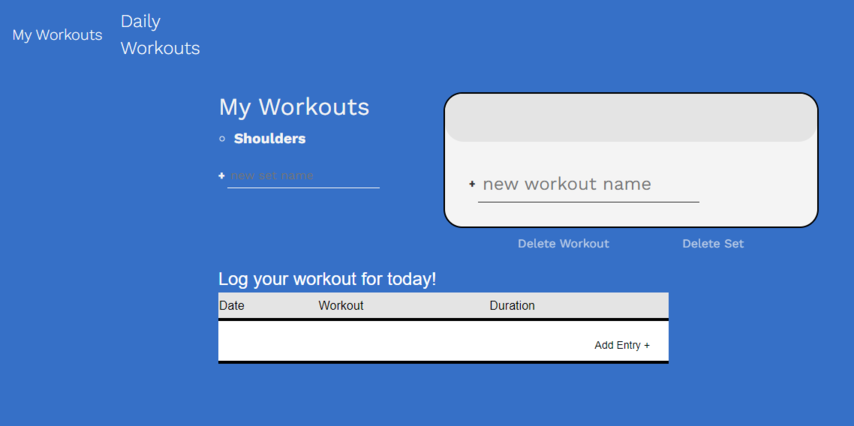 My Workouts
Daily
Workouts
My Workouts
Shoulders
+ new set name
+ new workout name
Delete Workout Delete Set
Log your workout for today!
Date Workout Duration
Add Entry +